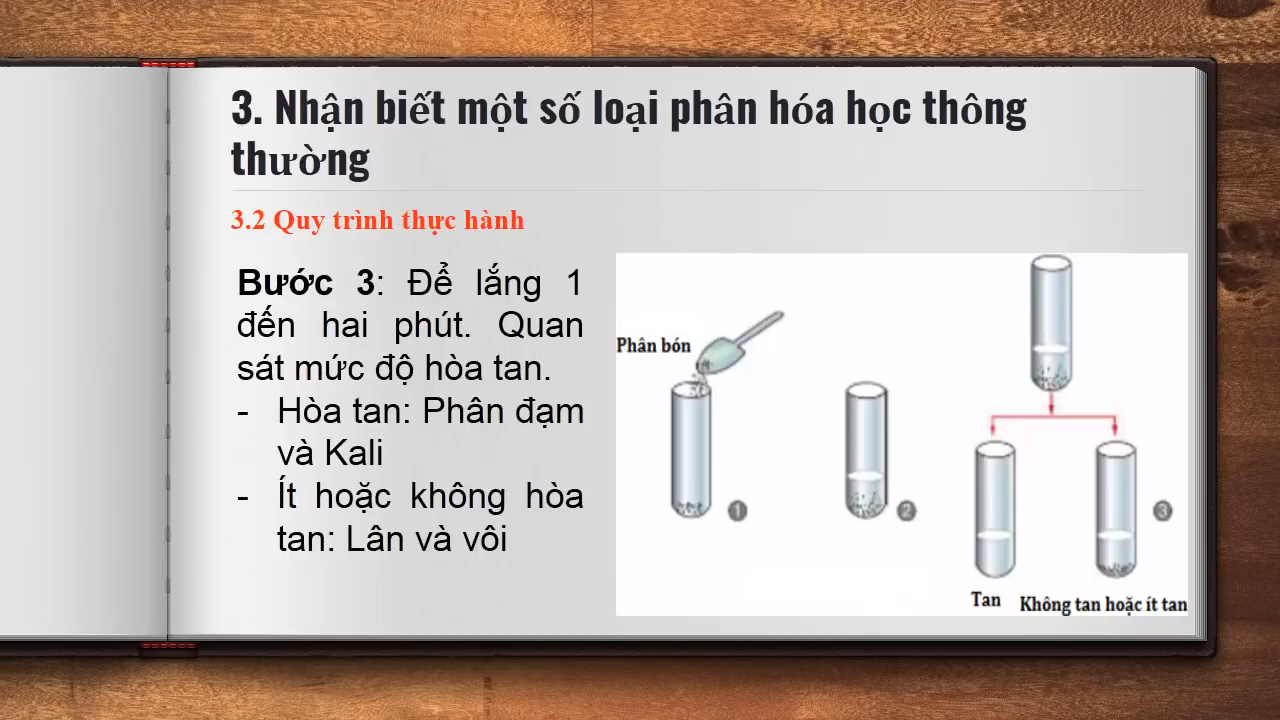 3. Nhận biết một số loại phân hóa học thông
thường
3.2 Quy trình thực hành
Bước 3: Để lắng 1
đến hai phút. Quan
sát mức độ hòa tan.
- Hòa tan: Phân đạm
và Kali
- Ít hoặc không hòa
tan: Lân và vôi
Phân bón
1
2
3
Tan
Không tan hoặc ít tan